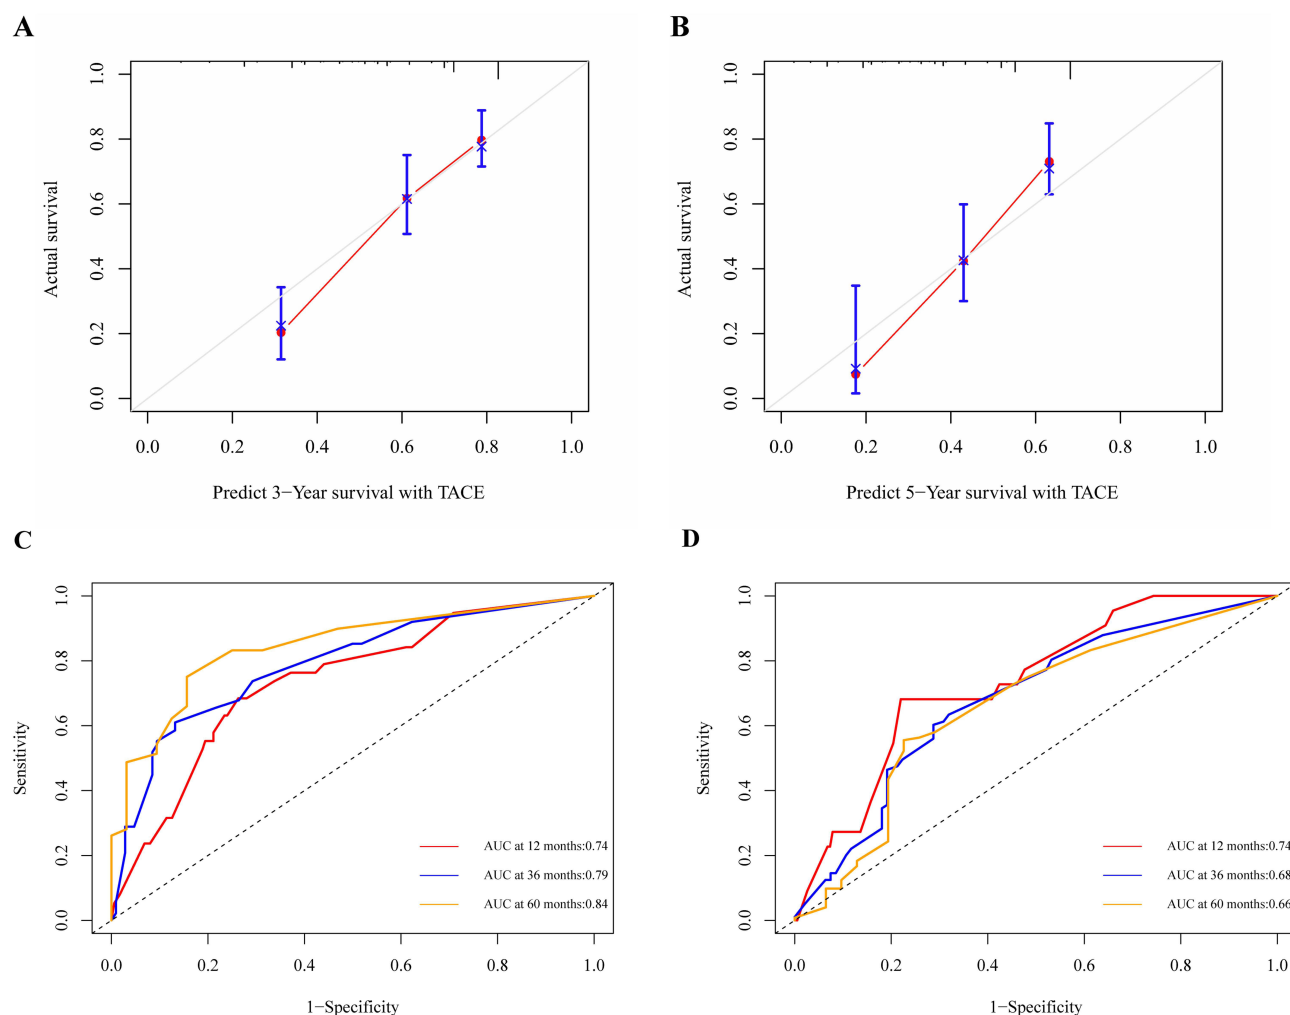 A
Actual survival
0.0 0.2 0.4 0.6 0.8 1.0
0.0 0.2 0.4 0.6 0.8 1.0
Predict 3−Year survival with TACE
B
Actual survival
0.0 0.2 0.4 0.6 0.8 1.0
0.0 0.2 0.4 0.6 0.8 1.0
Predict 5−Year survival with TACE
C
Sensitivity
0.0 0.2 0.4 0.6 0.8 1.0
AUC at 12 months:0.74
AUC at 36 months:0.79
AUC at 60 months:0.84
0.0 0.2 0.4 0.6 0.8 1.0
1−Specificity
D
Sensitivity
0.0 0.2 0.4 0.6 0.8 1.0
AUC at 12 months:0.74
AUC at 36 months:0.68
AUC at 60 months:0.66
0.0 0.2 0.4 0.6 0.8 1.0
1−Specificity